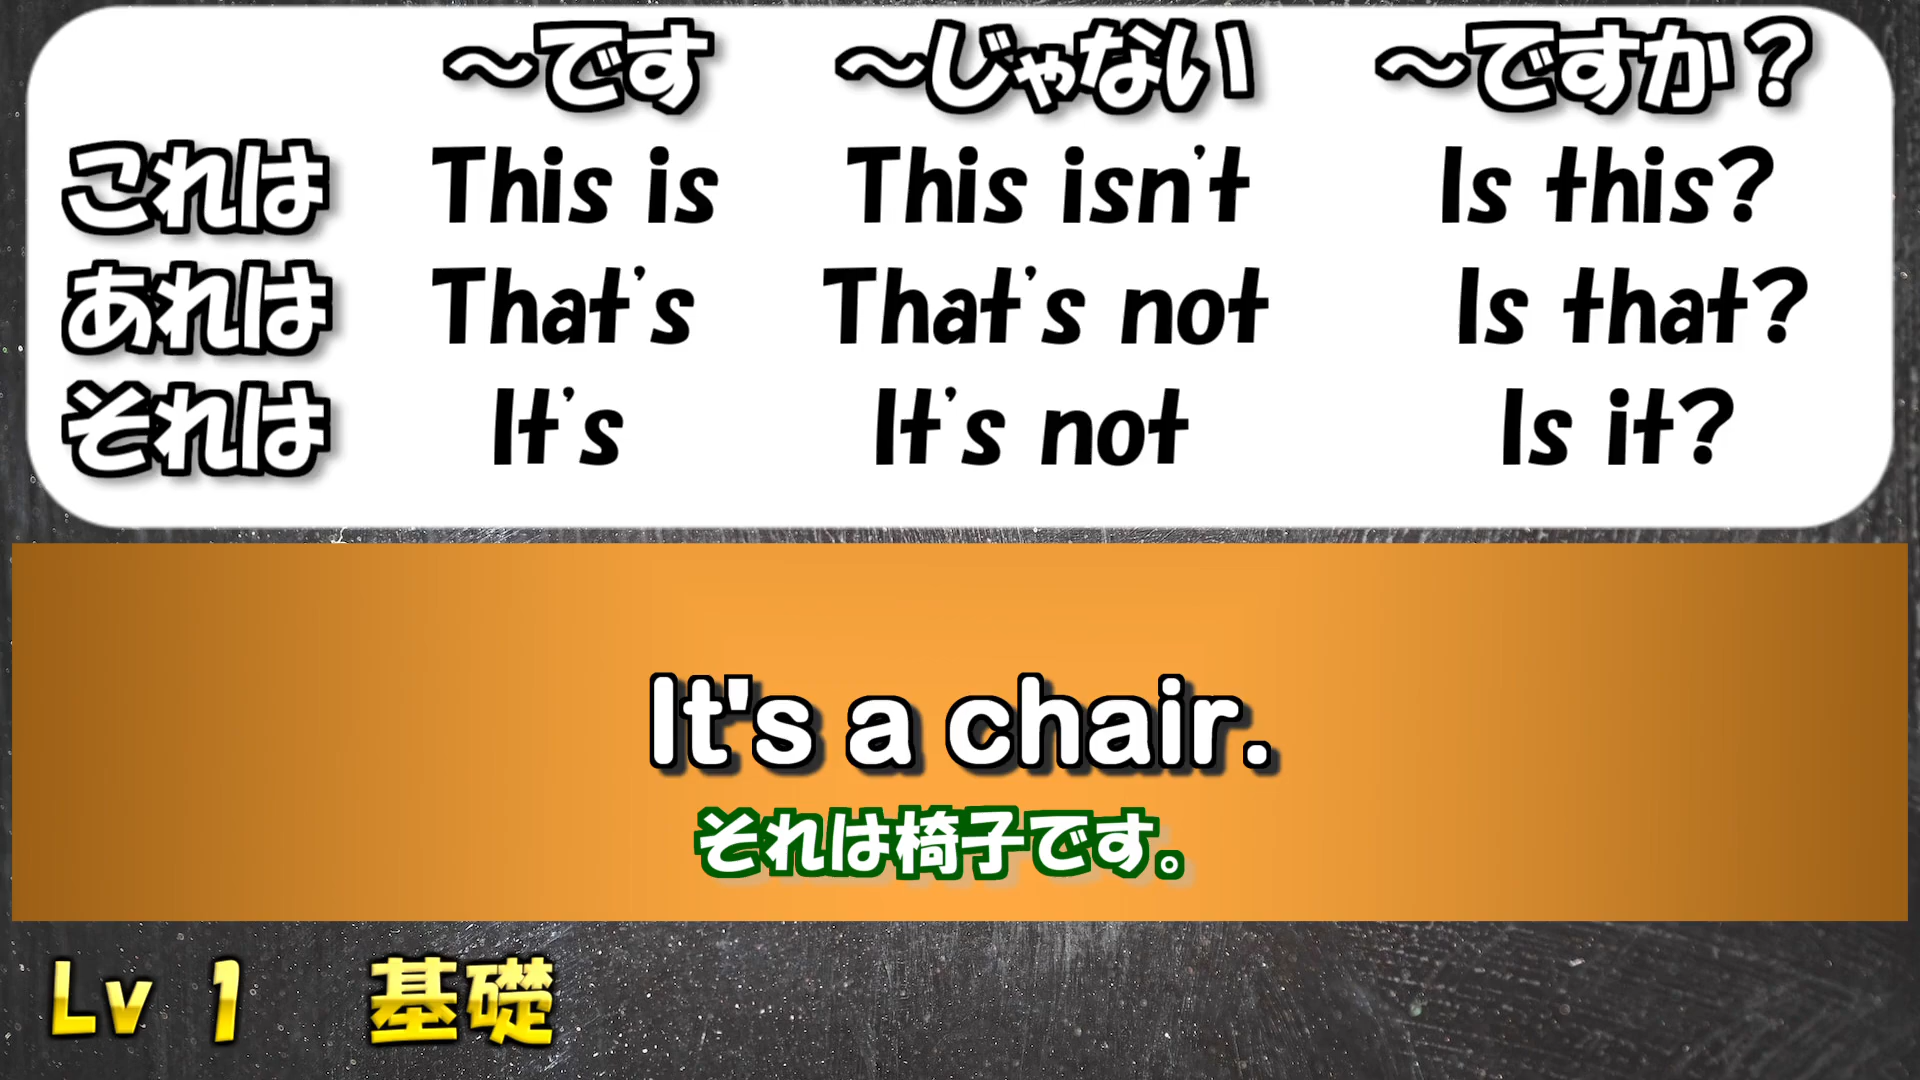 ～です ～じゃない ～ですか？
これは This is This isn't Is this?
あれは That's That's not Is that?
それは It's It's not Is it?
It's a chair.
それは椅子です。
Lv 1 基礎